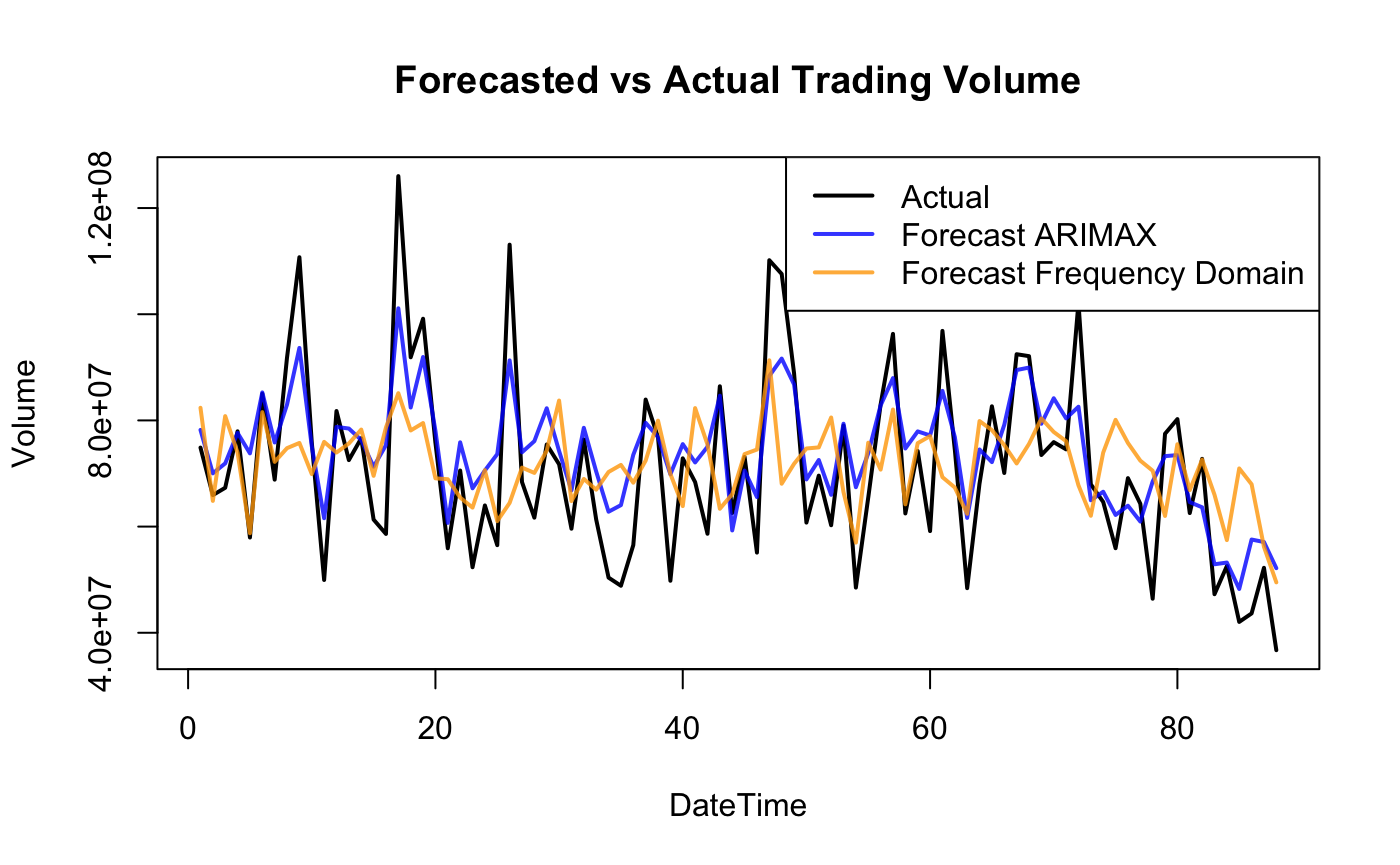 Forecasted vs Actual Trading Volume
Actual
Forecast ARIMAX
Forecast Frequency Domain
Volume
1.2e+08
8.0e+07
4.0e+07
0 20 40 60 80
DateTime